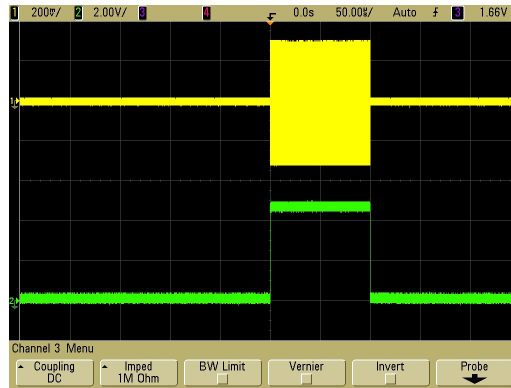 1 200mV/ 2 2.00V/ 3 4 0.0s 50.00%/ Auto 3 1.66V
1
2
Channel 3 Menu
Coupling Imped BW Limit Vernier Invert Probe
DC 1M Ohm